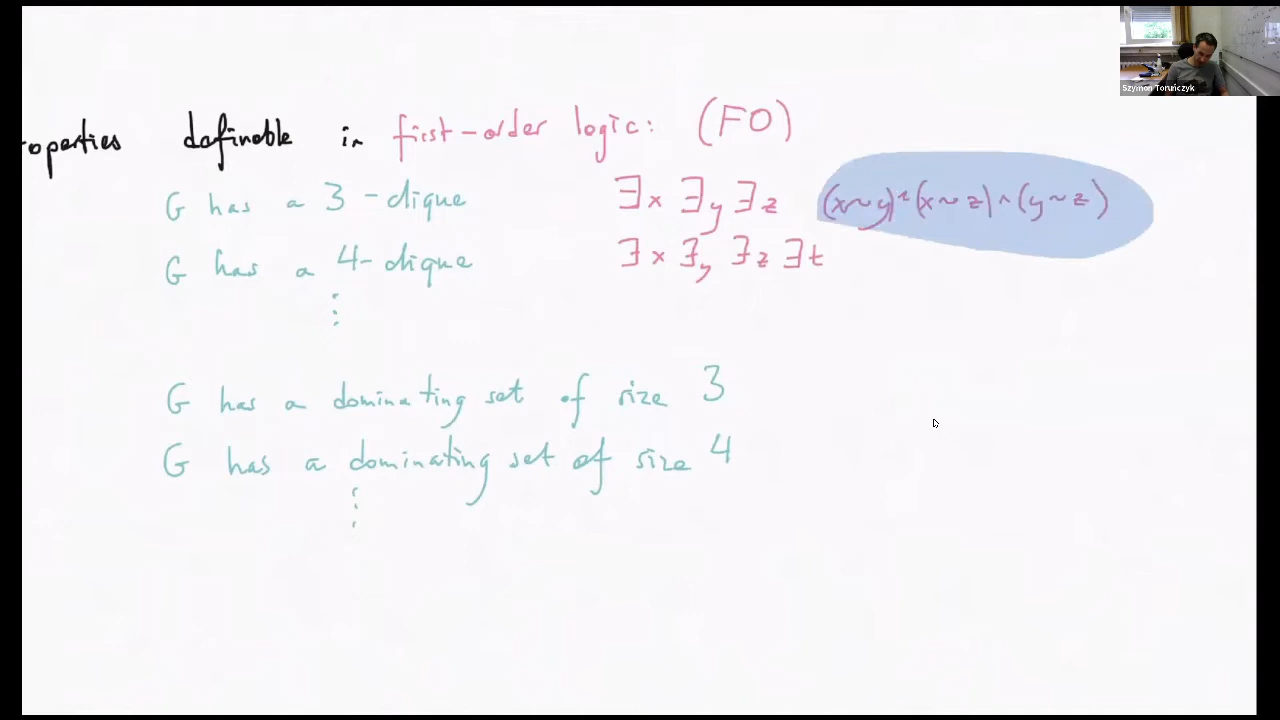 Szymon Toruńczyk
operties definable in first-order logic: (FO)
G has a 3-clique ∃x ∃y ∃z (x~y)^(x~z)^(y~z)
G has a 4-clique ∃x ∃y ∃z ∃t
⋮
G has a dominating set of size 3
G has a dominating set of size 4
⋮